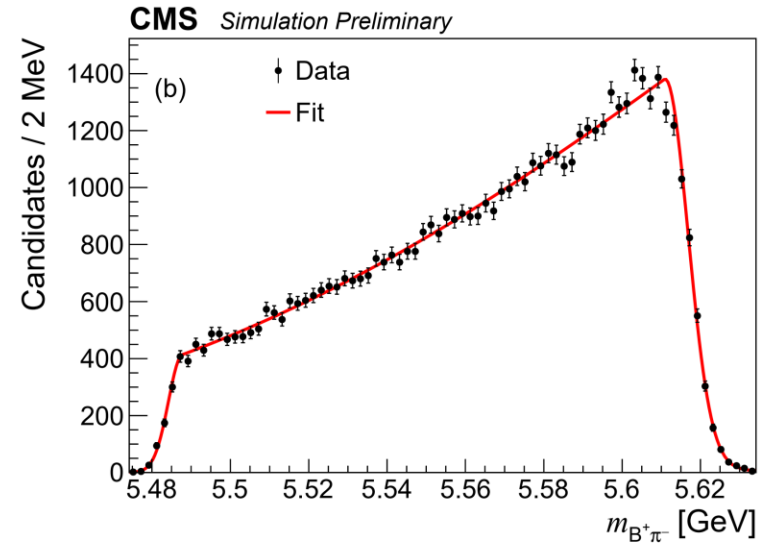 CMS Simulation Preliminary
Candidates / 2 MeV
1400
1200
1000
800
600
400
200
0
(b)
Data
Fit
5.48 5.5 5.52 5.54 5.56 5.58 5.6 5.62
m_B⁺π⁻ [GeV]